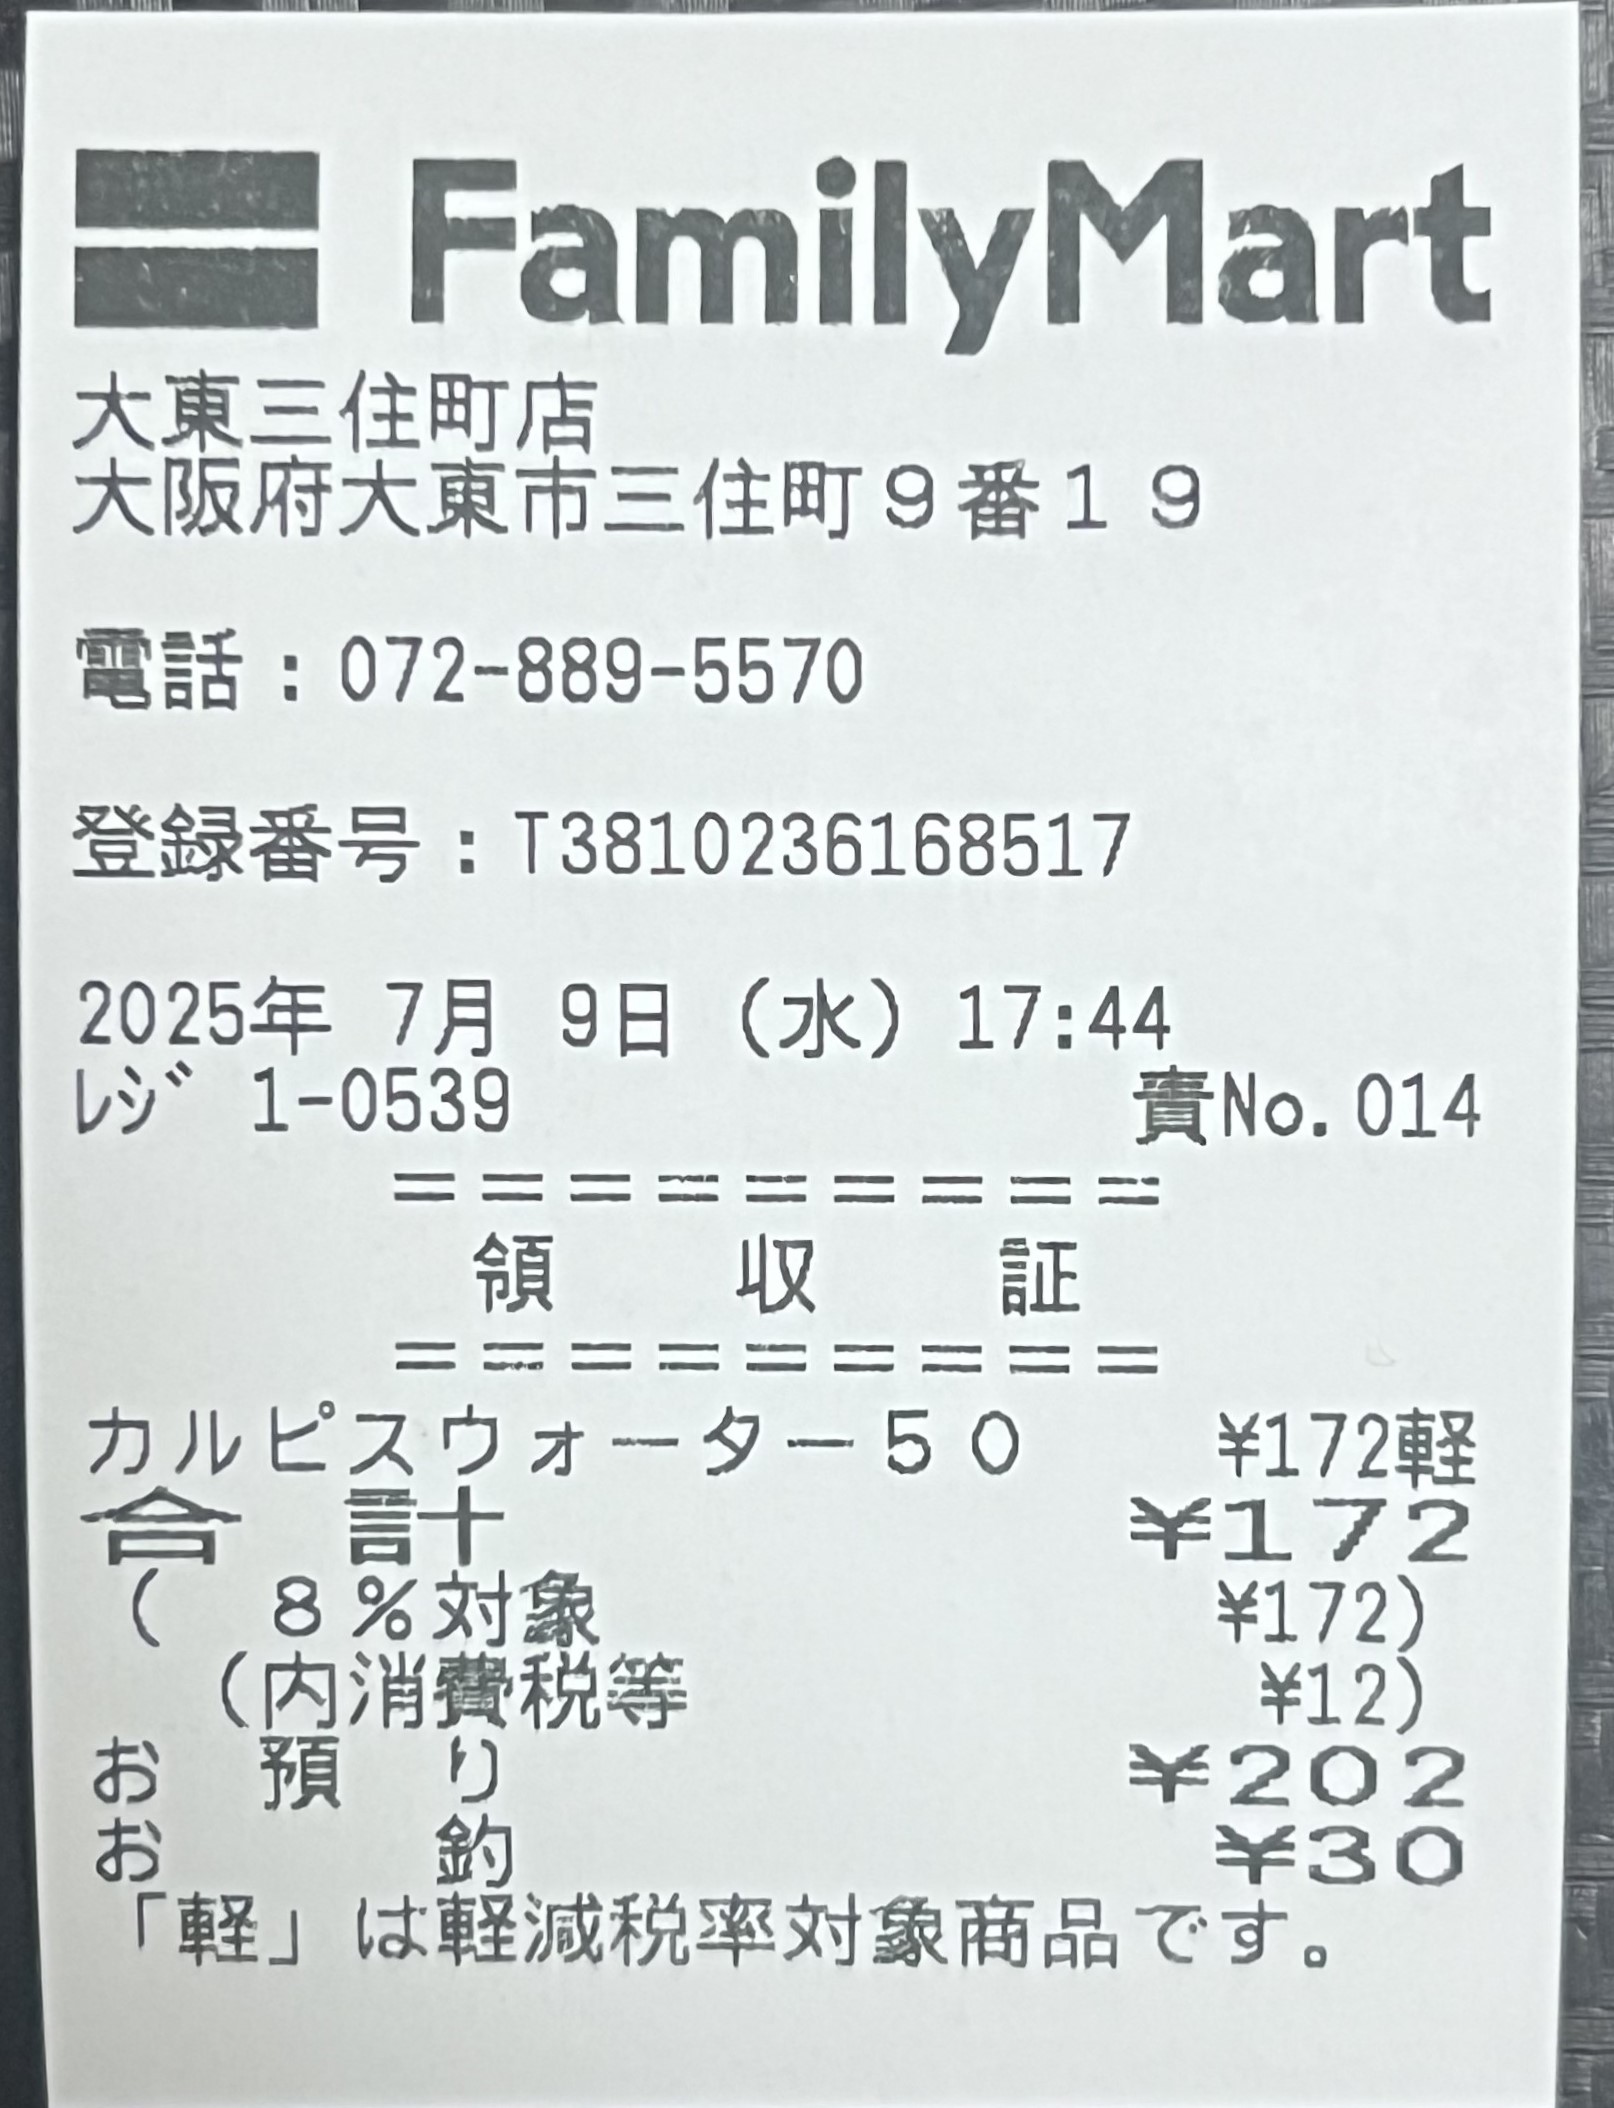 FamilyMart
大東三住町店
大阪府大東市三住町9番19
電話:072-889-5570
登録番号:T3810236168517
2025年 7月 9日 (水) 17:44
レジ 1-0539 責No.014
=========
領 収 証
=========
カルピスウォーター50 ¥172軽
合 計 ¥172
( 8%対象 ¥172)
(内消費税等 ¥12)
お 預 り ¥202
お 釣 ¥30
「軽」は軽減税率対象商品です。